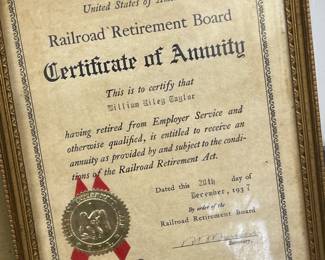 United States of
Railroad Retirement Board
Certificate of Annuity
This is to certify that
William Riley Taylor
having retired from Employer Service and
otherwise qualified, is entitled to receive an
annuity as provided by and subject to the condi-
tions of the Railroad Retirement Act.
Dated this 20th day of
December, 1937
By order of the
Railroad Retirement Board
Secretary.